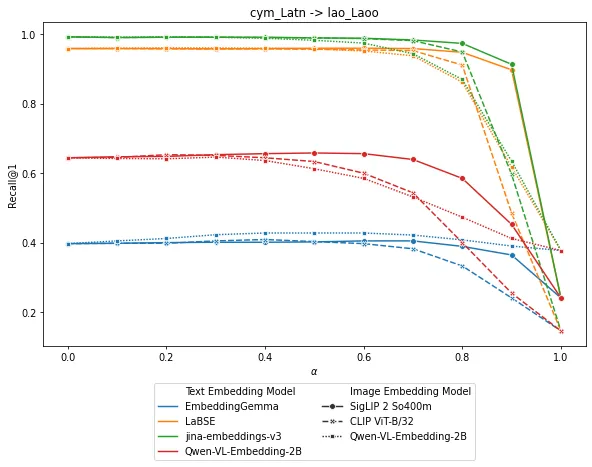 cym_Latn -> lao_Laoo
Recall@1
1.0
0.8
0.6
0.4
0.2
0.0 0.2 0.4 0.6 0.8 1.0
α
Text Embedding Model
EmbeddingGemma
LaBSE
jina-embeddings-v3
Qwen-VL-Embedding-2B
Image Embedding Model
SigLIP 2 So400m
CLIP ViT-B/32
Qwen-VL-Embedding-2B